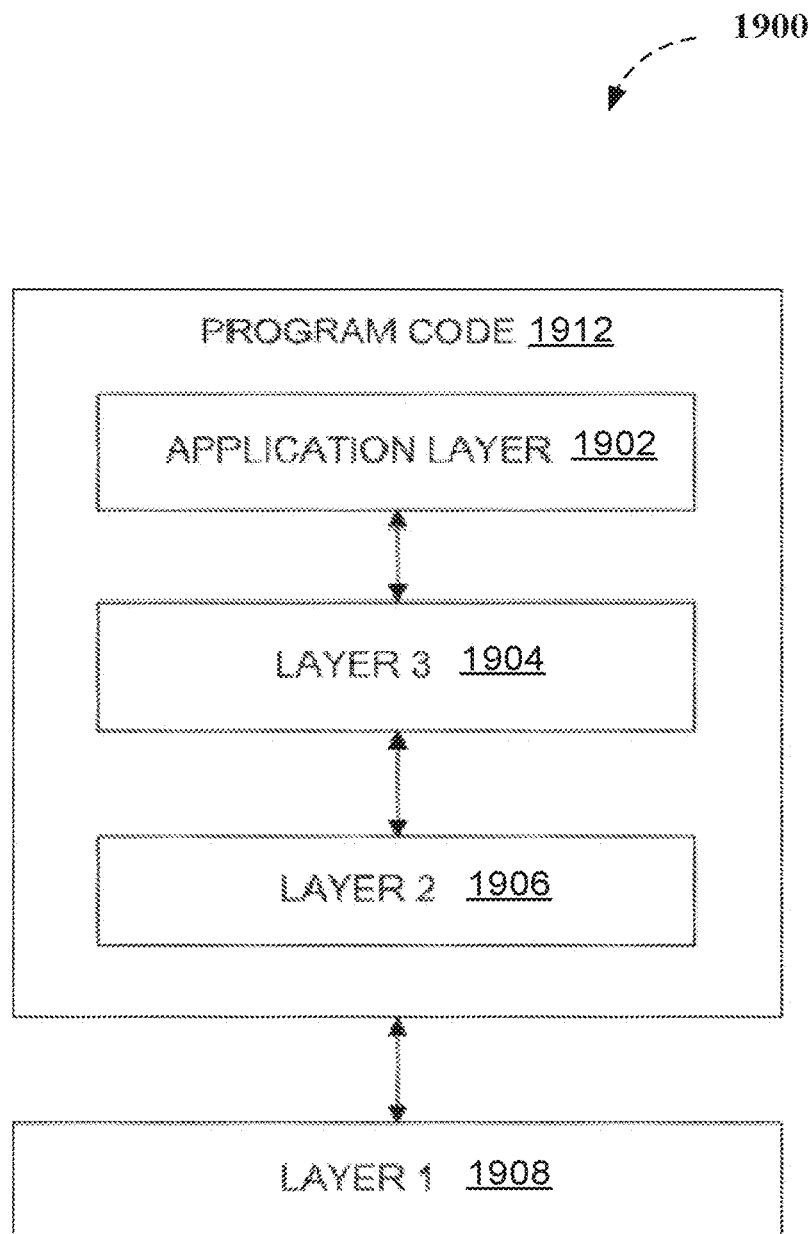 1900
PROGRAM CODE 1912
APPLICATION LAYER 1902
LAYER 3 1904
LAYER 2 1906
LAYER 1 1908